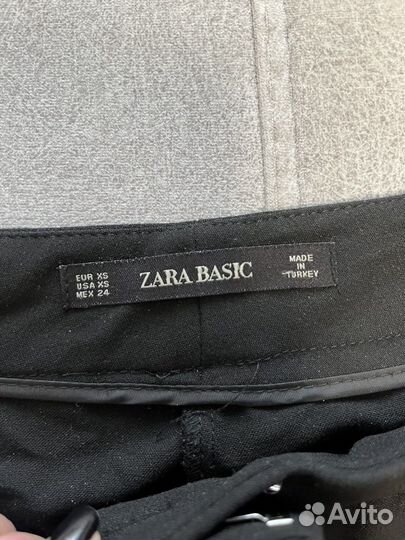 EUR XS
USA XS
MEX 24
ZARA BASIC
MADE
IN
TURKEY
Avito